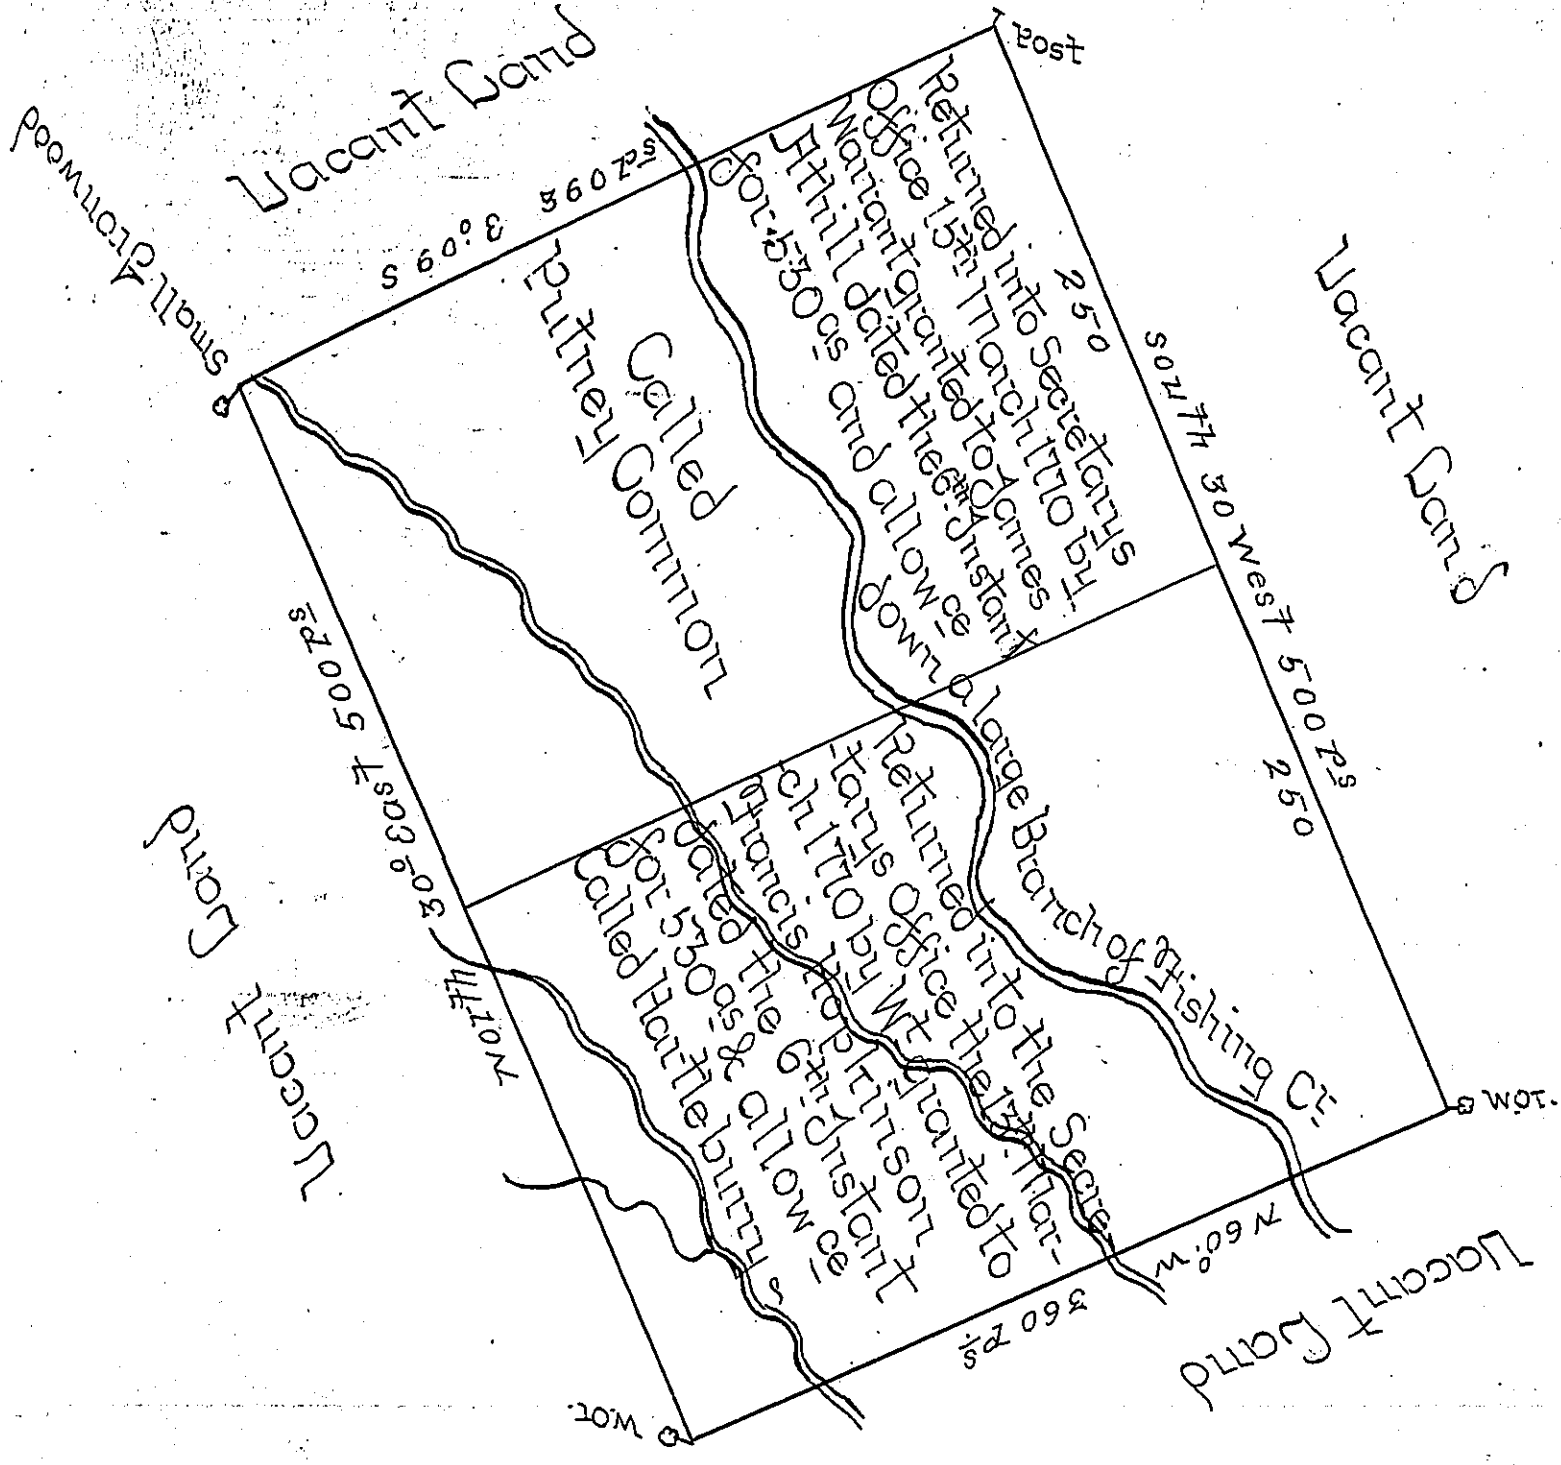 Vacant Land
Small Ironwood
S 60° E
360 Ps
Post
Returned into Secretarys
Office 15th March 1770 by
Warrant granted to James
Athill dated the 6th Instant
for 530 as and allowce
250
South 30 West 500 Ps
250
Vacant Land
Called
Putney Common
down a large Branch of Fishing Cr
Returned into the Secre-
tarys Office the 15th Mar-
ch 1770 by Wt granted to
Francis Hopkinson
dated the 6th Instant
for 530 as & allowce
Called Hartleburry
North 30° East 500 Ps
Vacant Land
W.O.
N 60° W
360 Ps
W.O.
Vacant Land